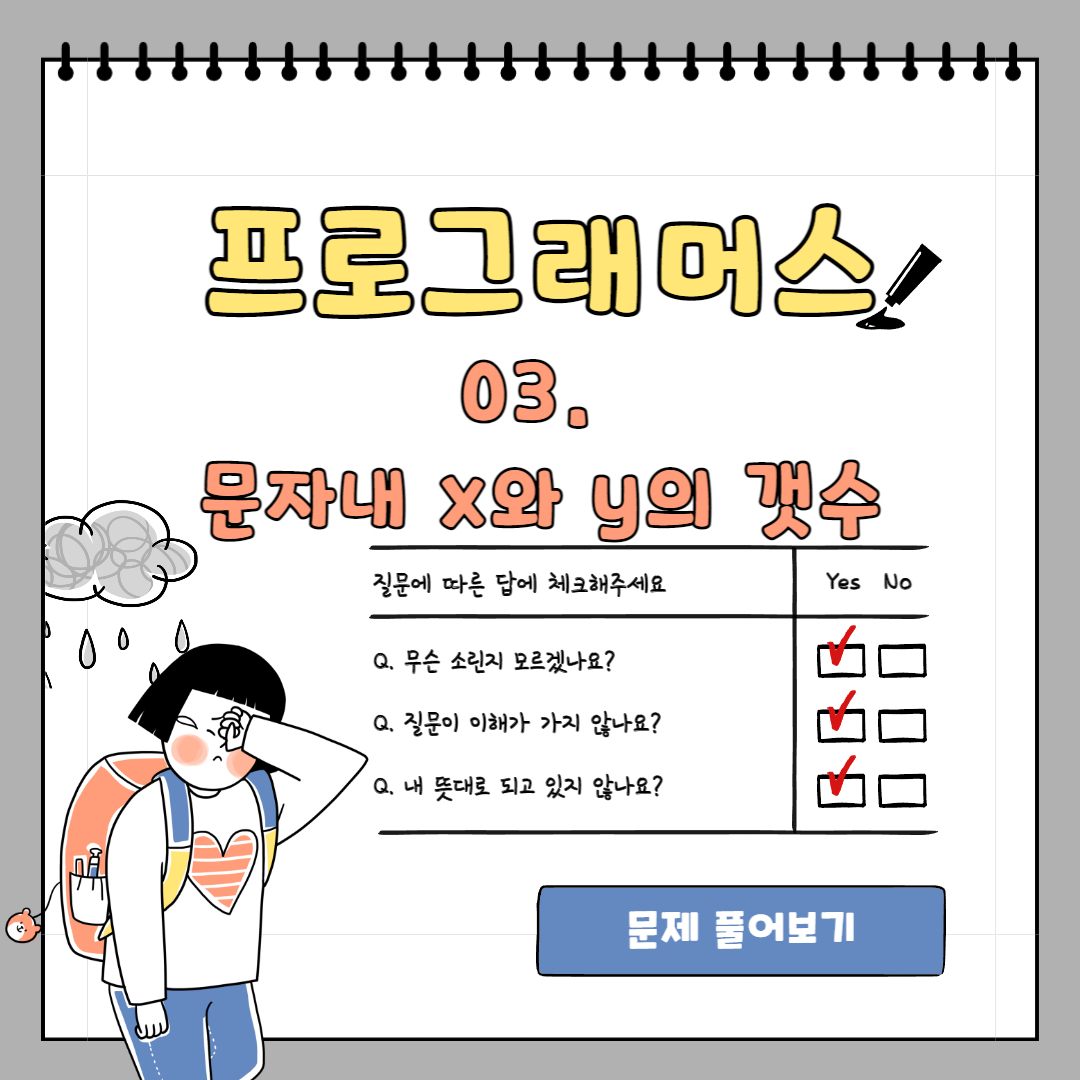 프로그래머스
03.
문자내 x와 y의 갯수
질문에 따른 답에 체크해주세요 Yes No
Q. 무슨 소린지 모르겠나요?
Q. 질문이 이해가 가지 않나요?
Q. 내 뜻대로 되고 있지 않나요?
문제 풀어보기